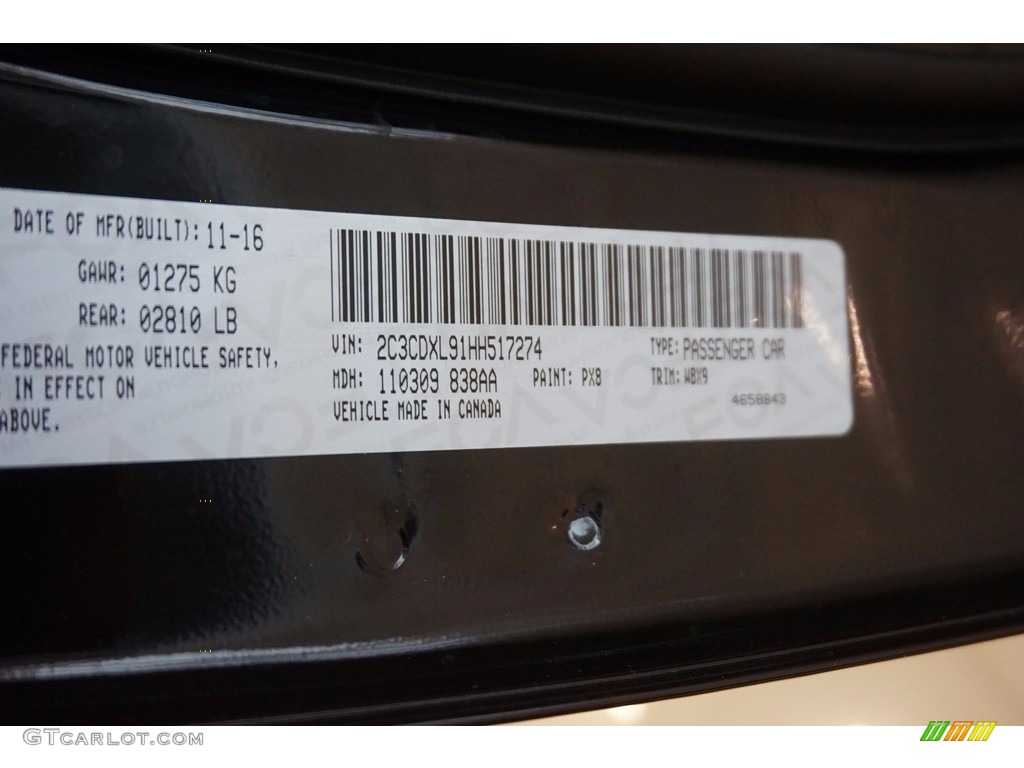 DATE OF MFR(BUILT): 11-16
GAWR: 01275 KG
REAR: 02810 LB
FEDERAL MOTOR VEHICLE SAFETY,
IN EFFECT ON
ABOVE.
VIN: 2C3CDXL91HH517274
TYPE: PASSENGER CAR
MDH: 110309 838AA
PAINT: PX8
TRIM: W8X9
VEHICLE MADE IN CANADA
4658843
GTCarlot.com